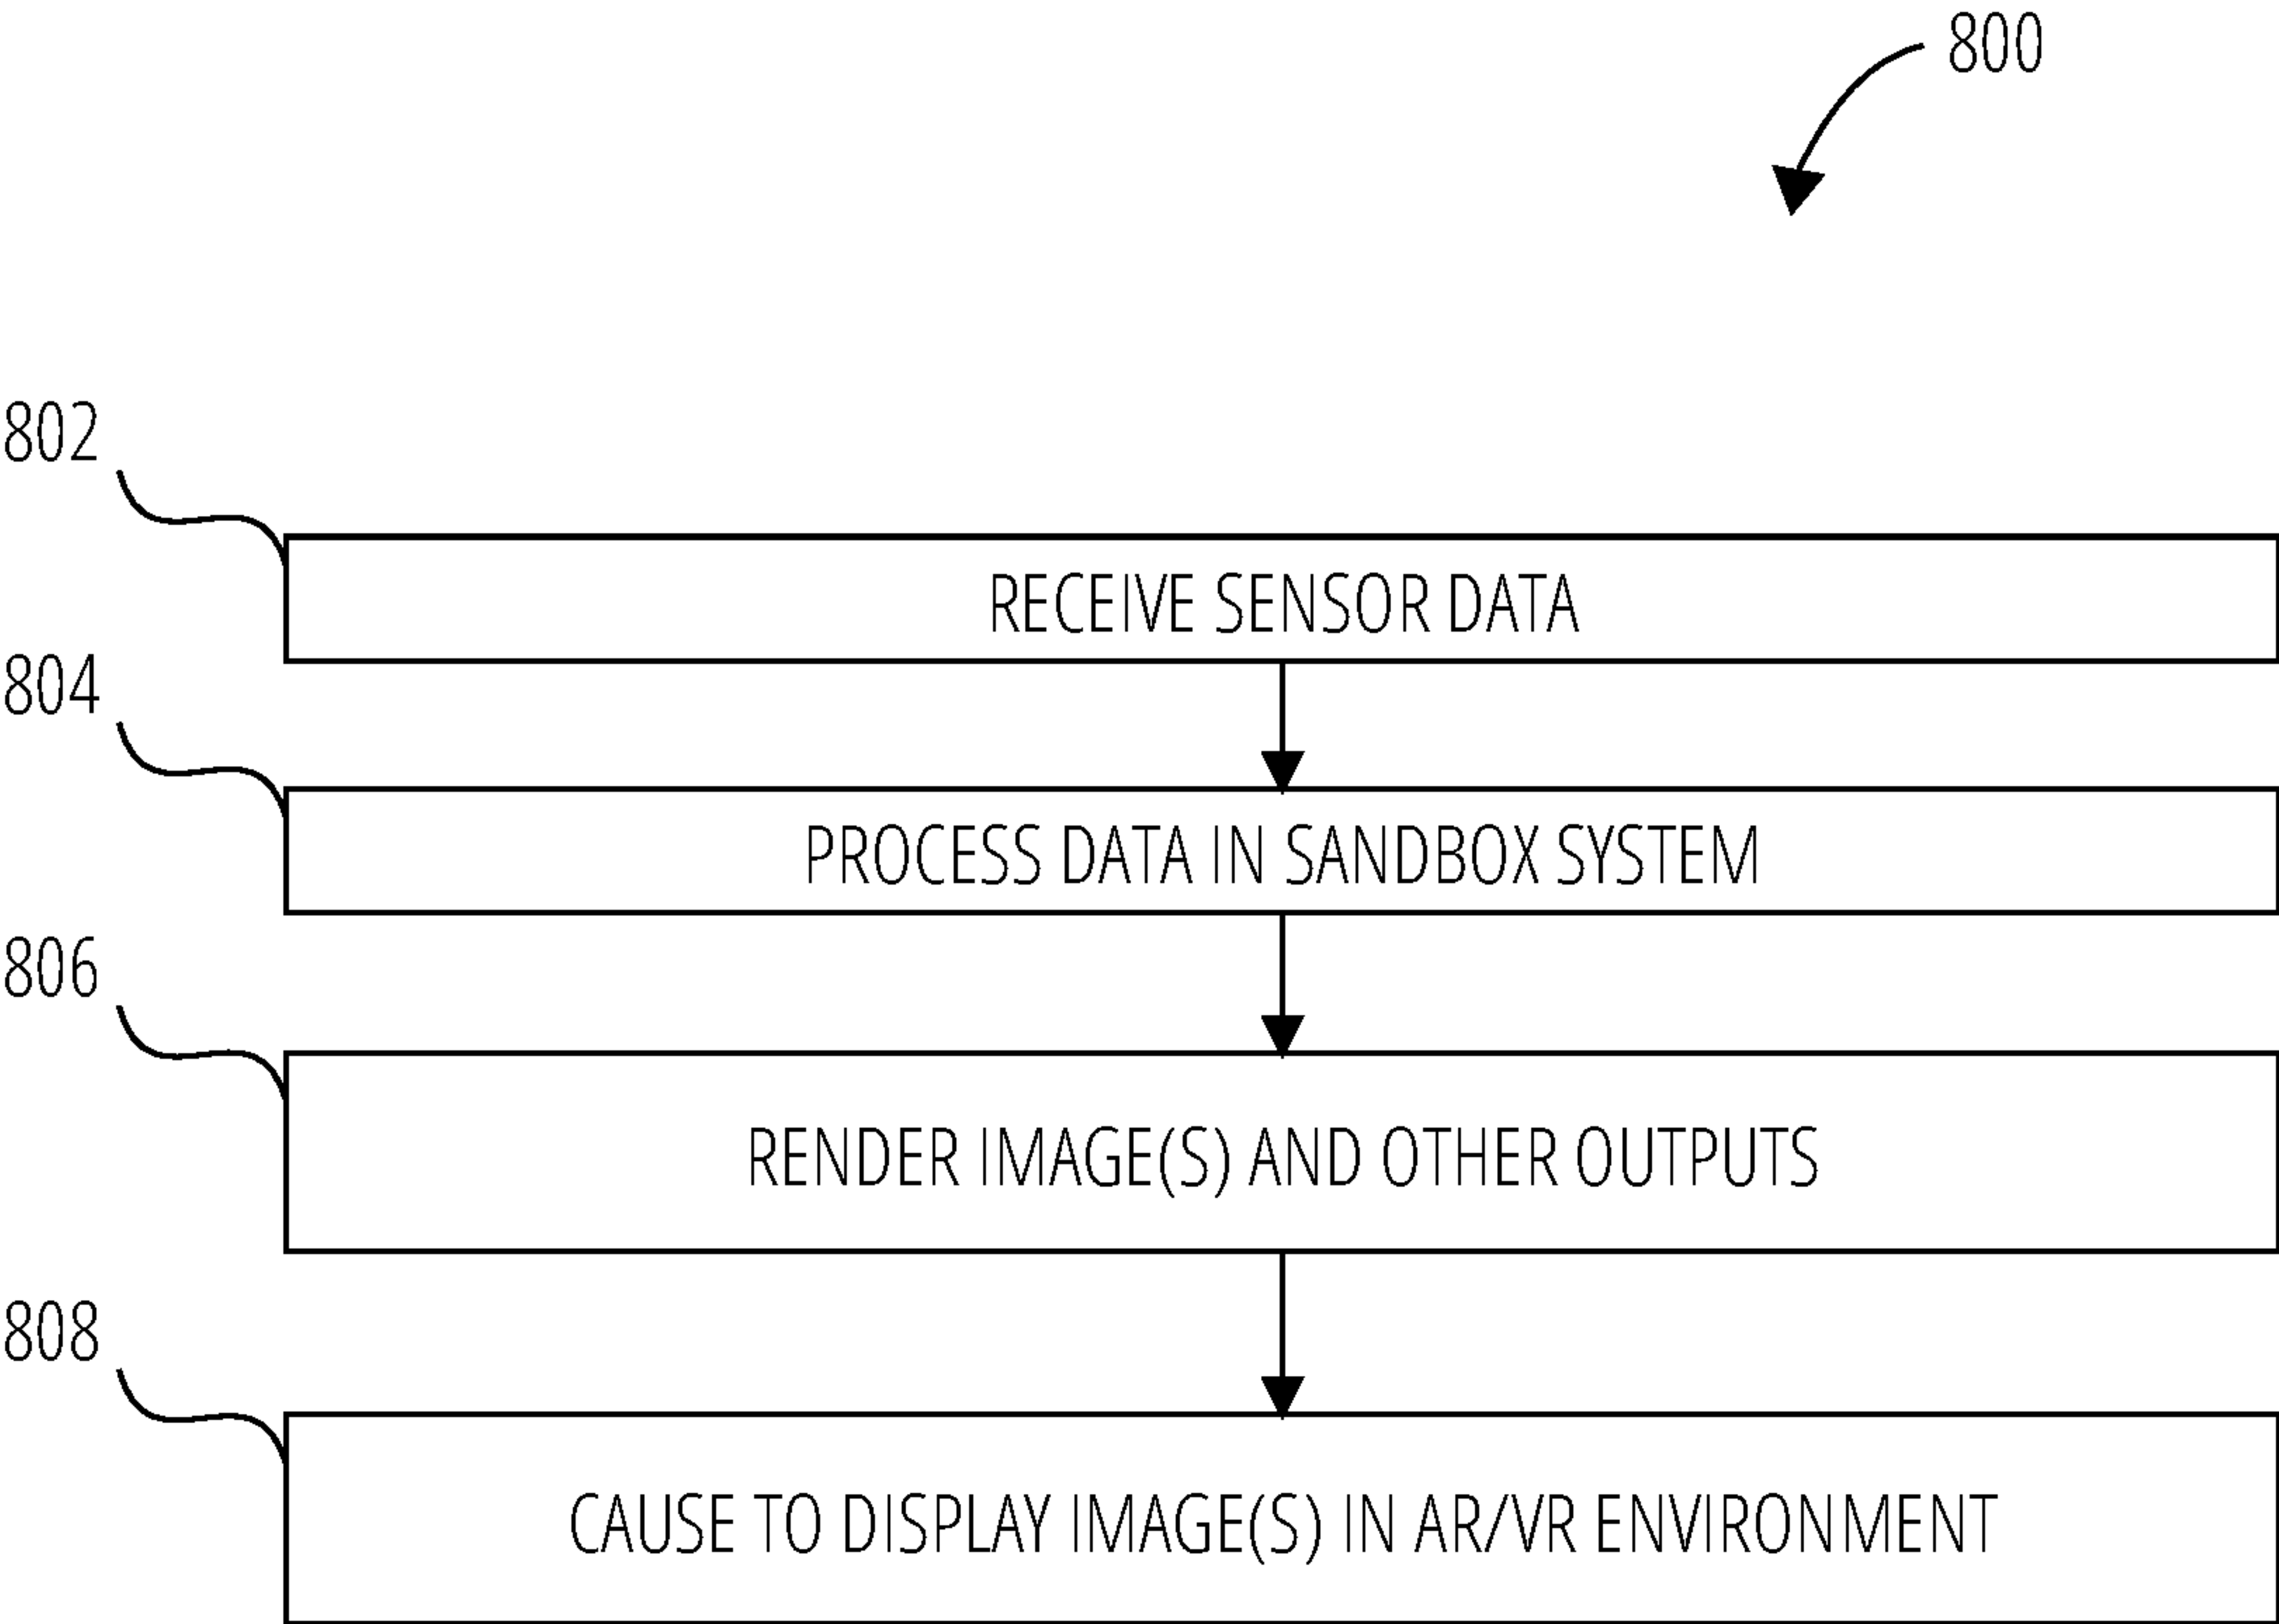 800
802
RECEIVE SENSOR DATA
804
PROCESS DATA IN SANDBOX SYSTEM
806
RENDER IMAGE(S) AND OTHER OUTPUTS
808
CAUSE TO DISPLAY IMAGE(S) IN AR/VR ENVIRONMENT